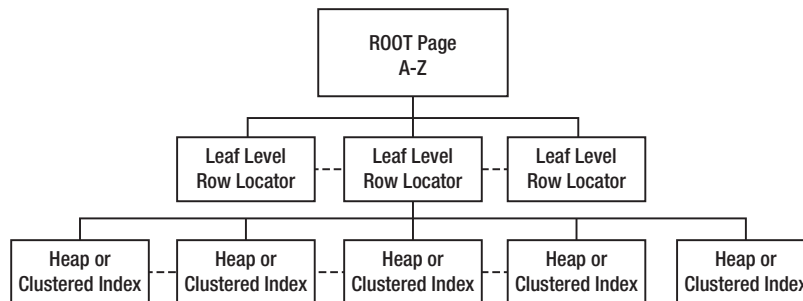 ROOT Page
A-Z
Leaf Level
Row Locator
Leaf Level
Row Locator
Leaf Level
Row Locator
Heap or
Clustered Index
Heap or
Clustered Index
Heap or
Clustered Index
Heap or
Clustered Index
Heap or
Clustered Index